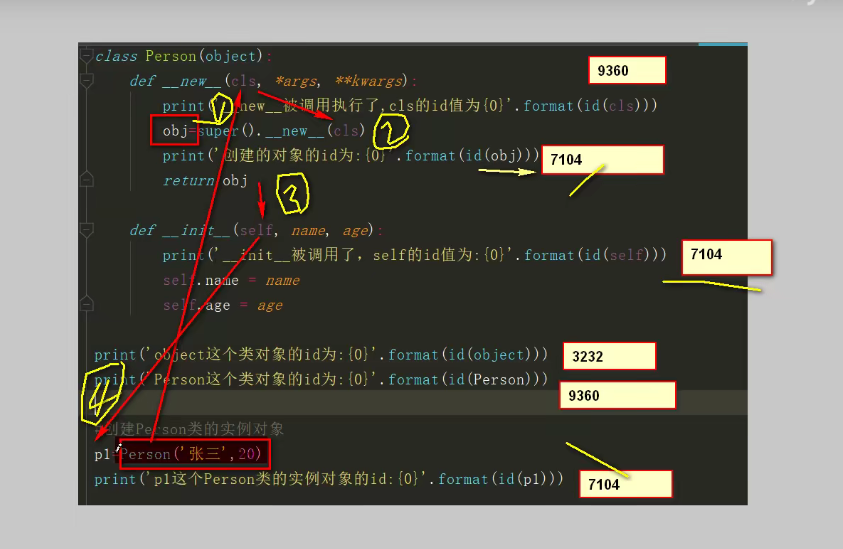 class Person(object):
def __new__(cls, *args, **kwargs):
9360
print( 1 new__被调用执行了,cls的id值为{0}'.format(id(cls)))
obj=super().__new__(cls) 2
print('创建的对象的id为:{0}'.format(id(obj))) 7104
return obj
3
def __init__(self, name, age):
print('__init__被调用了，self的id值为:{0}'.format(id(self))) 7104
self.name = name
self.age = age
print('object这个类对象的id为:{0}'.format(id(object))) 3232
print('Person这个类对象的id为:{0}'.format(id(Person)))
9360
4
创建Person类的实例对象
p1=Person('张三',20)
print('p1这个Person类的实例对象的id:{0}'.format(id(p1))) 7104